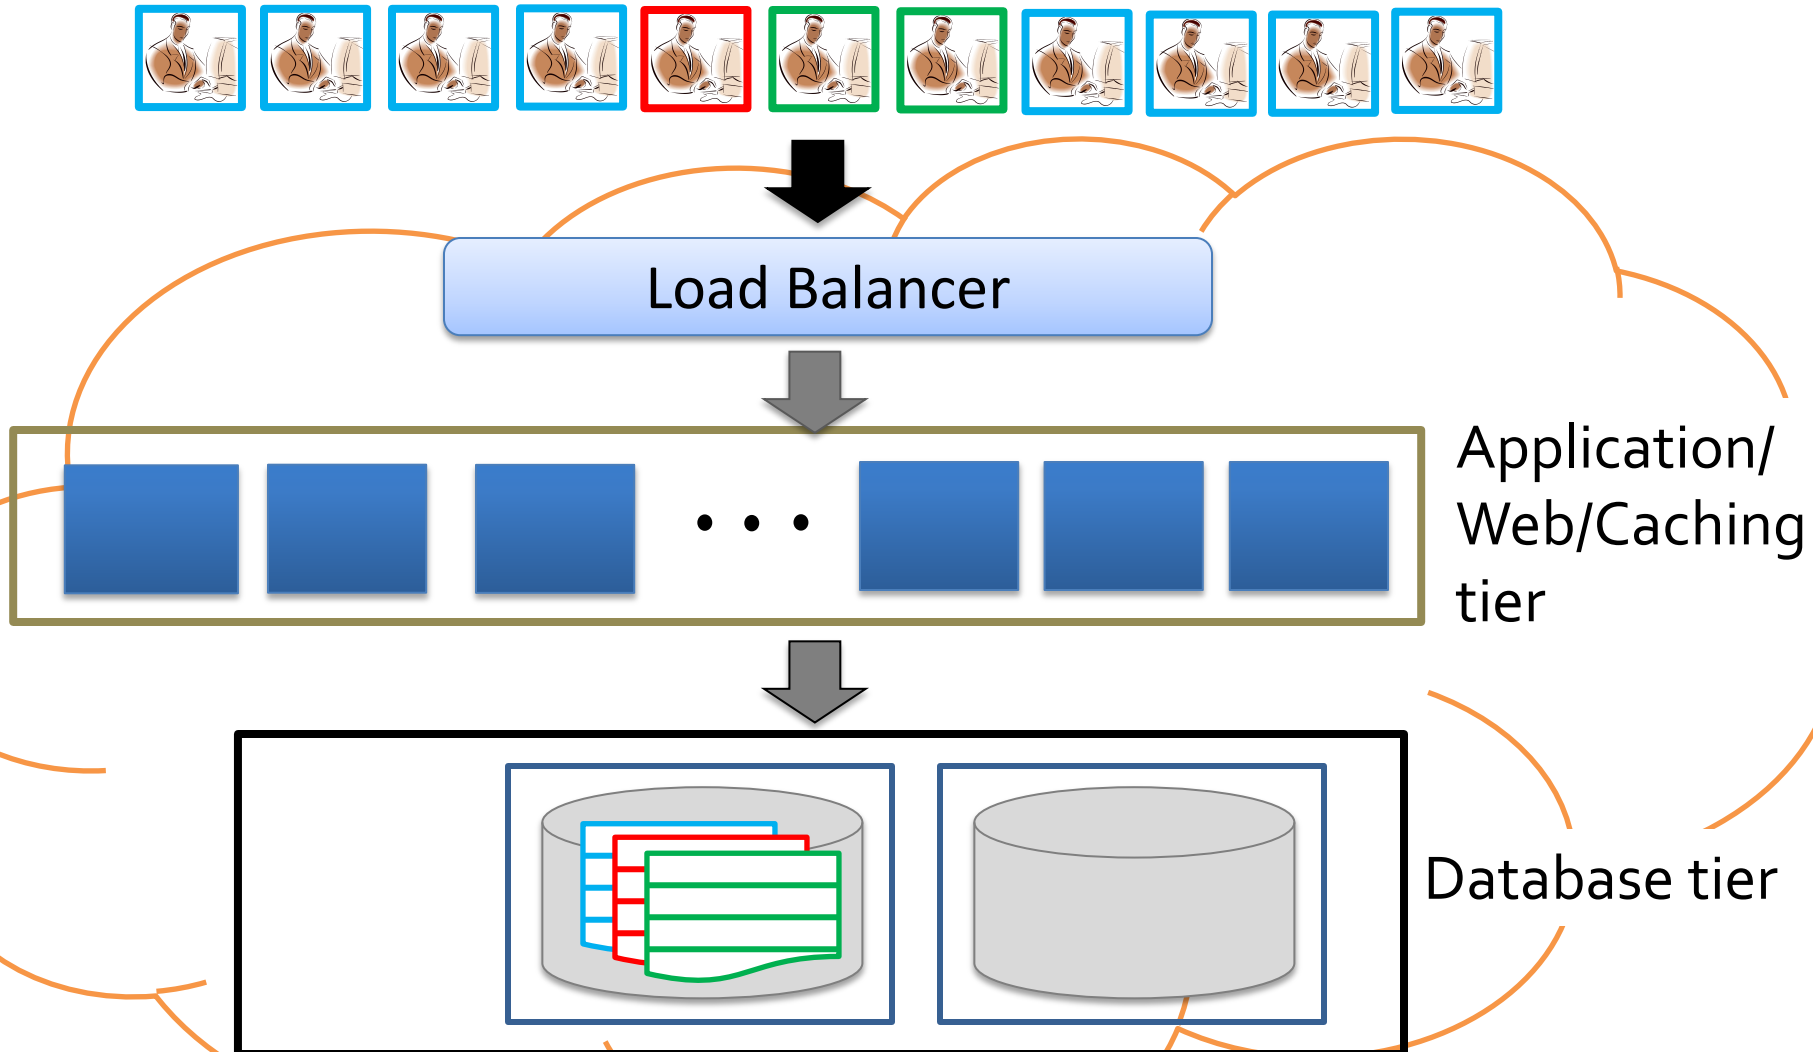 Load Balancer
Application/
Web/Caching
tier
Database tier